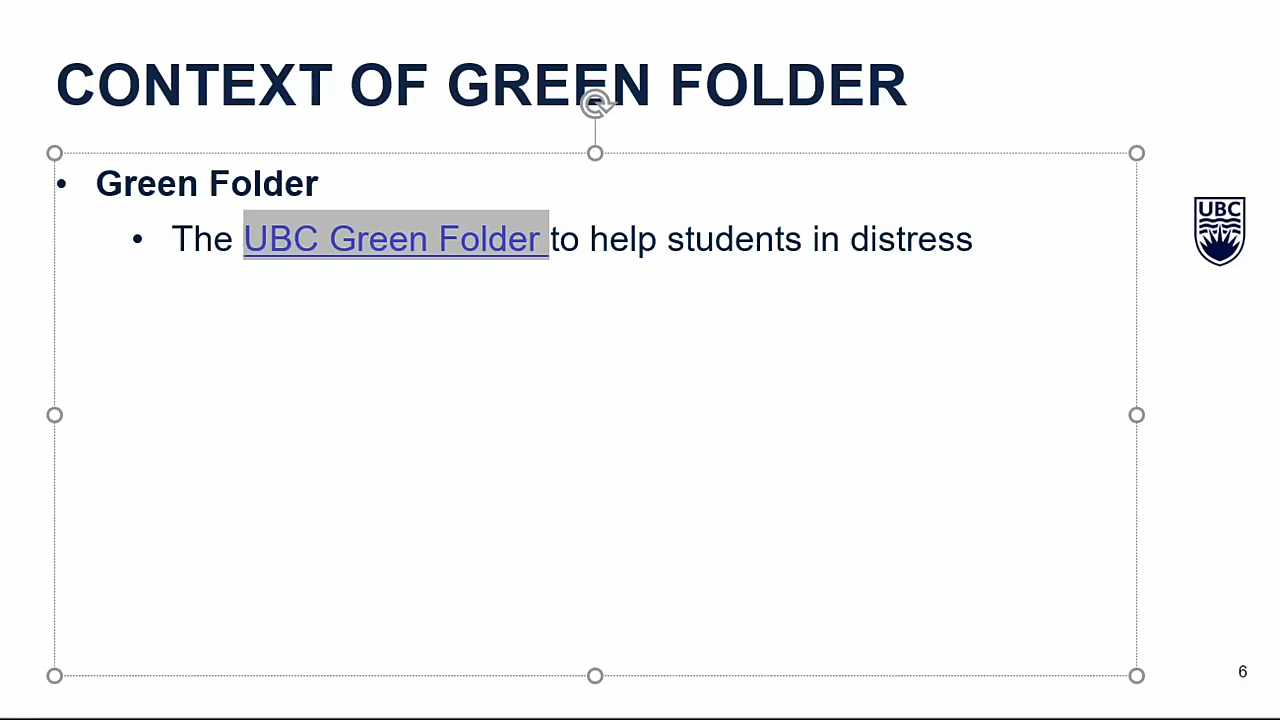 CONTEXT OF GREEN FOLDER
• Green Folder
• The UBC Green Folder to help students in distress
UBC
6